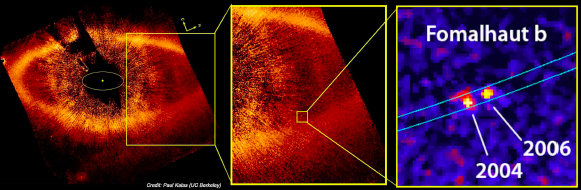 Fomalhaut b
2006
2004
Credit: Paul Kalas (UC Berkeley)